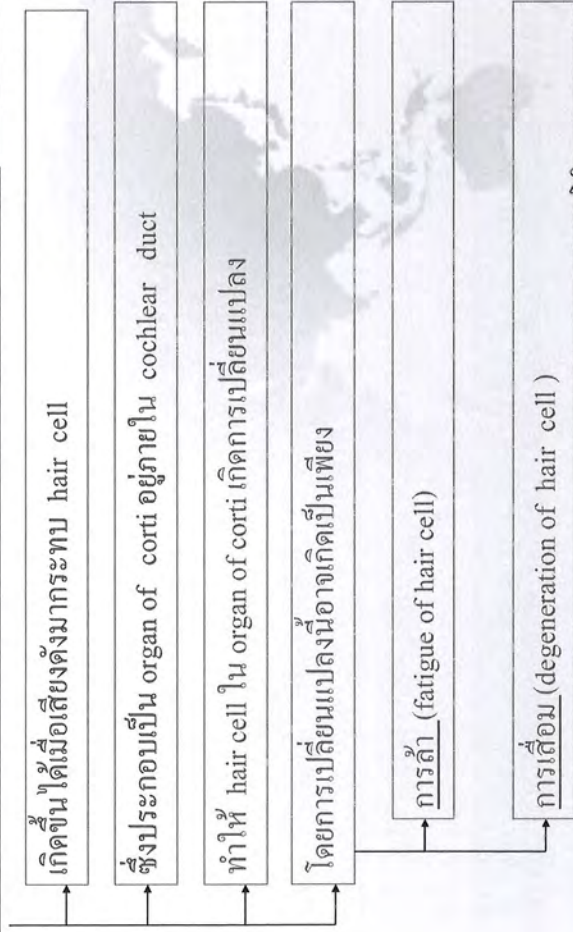 เกิดขึ้นได้เมื่อเสียงดังมากระทบ hair cell
ซึ่งประกอบเป็น organ of corti อยู่ภายใน cochlear duct
ทำให้ hair cell ใน organ of corti เกิดการเปลี่ยนแปลง
โดยการเปลี่ยนแปลงนี้อาจเกิดเป็นเพียง
การล้า (fatigue of hair cell)
การเสื่อม (degeneration of hair cell )